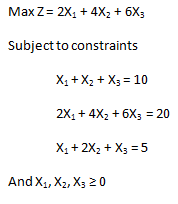 Max Z = 2X₁ + 4X₂ + 6X₃
Subject to constraints
X₁ + X₂ + X₃ = 10
2X₁ + 4X₂ + 6X₃ = 20
X₁ + 2X₂ + X₃ = 5
And X₁, X₂, X₃ ≥ 0